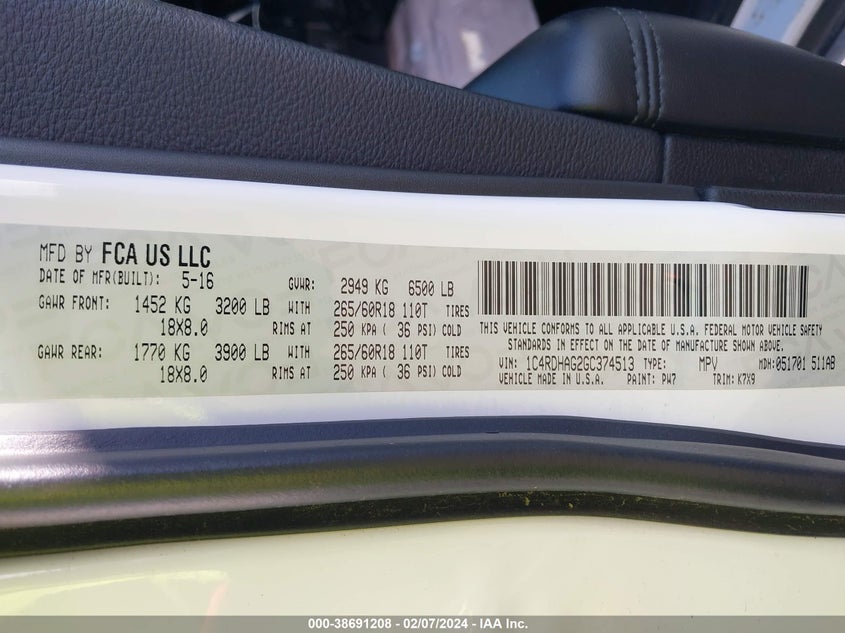 MFD BY FCA US LLC
DATE OF MFR(BUILT): 5-16 GVWR: 2949 KG 6500 LB
GAWR FRONT: 1452 KG 3200 LB WITH 265/60R18 110T TIRES
18X8.0 RIMS AT 250 KPA ( 36 PSI) COLD
GAWR REAR: 1770 KG 3900 LB WITH 265/60R18 110T TIRES
18X8.0 RIMS AT 250 KPA ( 36 PSI) COLD
THIS VEHICLE CONFORMS TO ALL APPLICABLE U.S.A. FEDERAL MOTOR VEHICLE SAFETY
STANDARDS IN EFFECT ON THE DATE OF MANUFACTURE SHOWN ABOVE.
VIN: 1C4RDHAG2GC374513 TYPE: MPV MDH: 051701 511AB
VEHICLE MADE IN U.S.A. PAINT: PW7 TRIM: K7X9
000-38691208 - 02/07/2024 - IAA Inc.